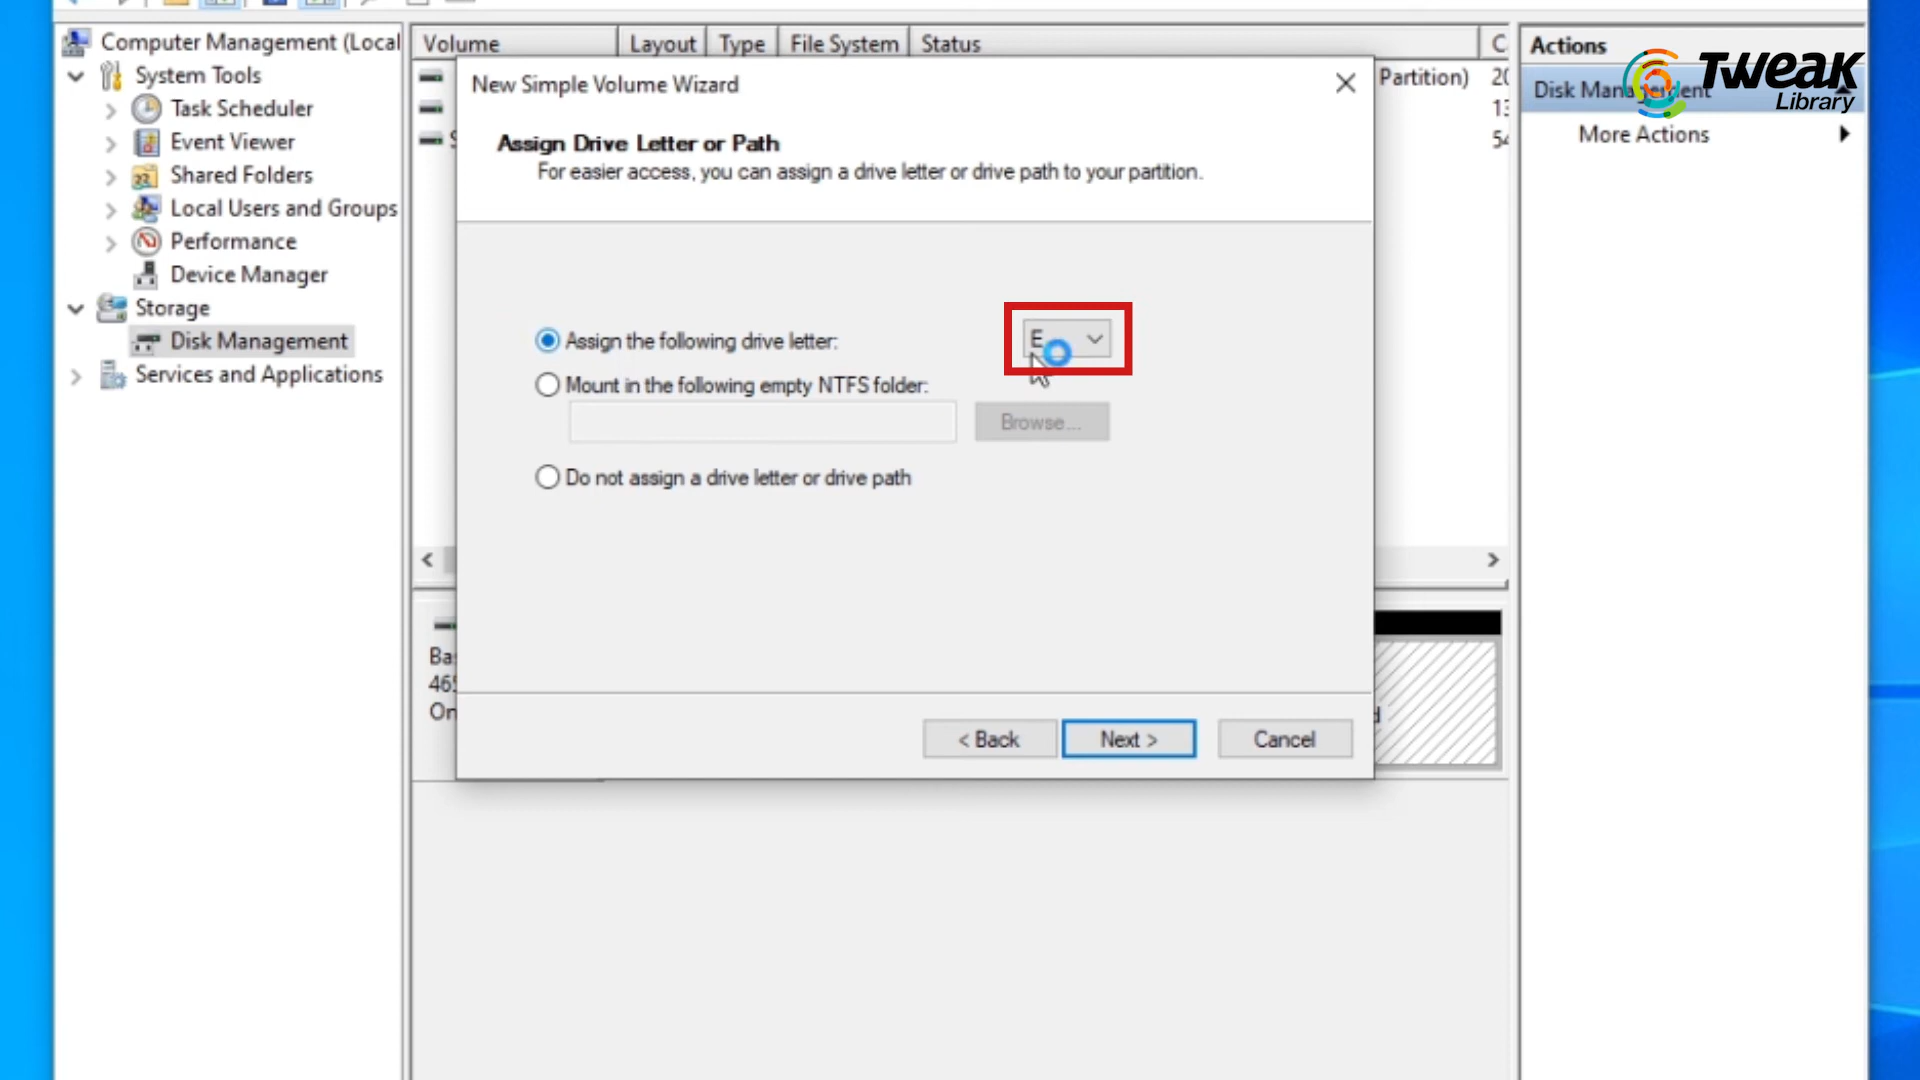 Computer Management (Local
System Tools
Task Scheduler
Event Viewer
Shared Folders
Local Users and Groups
Performance
Device Manager
Storage
Disk Management
Services and Applications
Volume Layout Type File System Status
Partition)
New Simple Volume Wizard
Assign Drive Letter or Path
For easier access, you can assign a drive letter or drive path to your partition.
Assign the following drive letter: E
Mount in the following empty NTFS folder:
Browse...
Do not assign a drive letter or drive path
< Back Next > Cancel
Actions
Disk Management
More Actions
TWEAK
Library